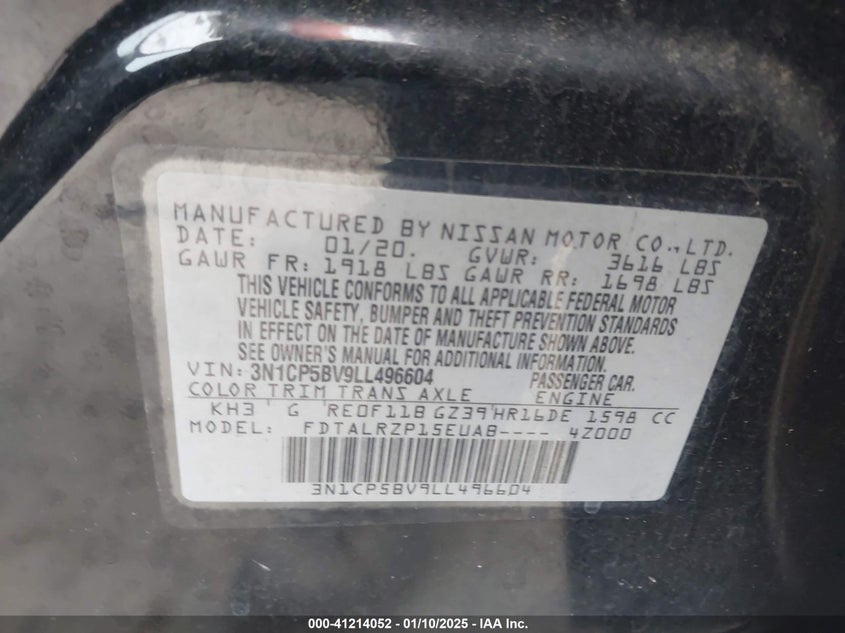 MANUFACTURED BY NISSAN MOTOR CO., LTD.
DATE: 01/20. GVWR: 3616 LBS
GAWR FR: 1918 LBS GAWR RR: 1698 LBS
THIS VEHICLE CONFORMS TO ALL APPLICABLE FEDERAL MOTOR
VEHICLE SAFETY, BUMPER AND THEFT PREVENTION STANDARDS
IN EFFECT ON THE DATE OF MANUFACTURE SHOWN ABOVE.
SEE OWNER'S MANUAL FOR ADDITIONAL INFORMATION.
VIN: 3N1CP5BV9LL496604 PASSENGER CAR.
COLOR TRIM TRANS AXLE ENGINE
KH3 G RE0F11B GZ39 HR16DE 1598 CC
MODEL: FDTALRZP15EUAB---- 4Z000
3N1CP5BV9LL496604
000-41214052 - 01/10/2025 - IAA Inc.